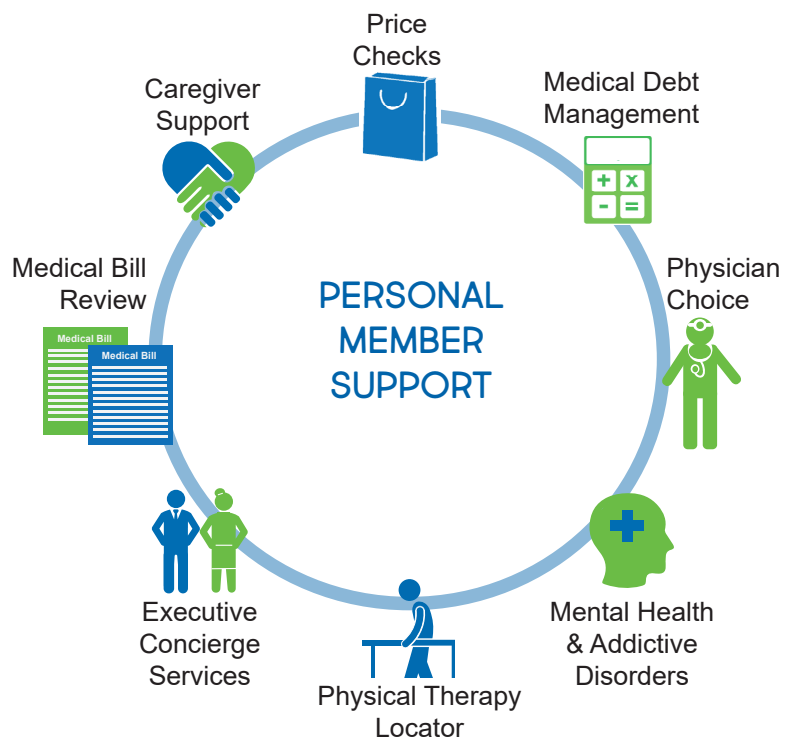 Price
Checks
Medical Debt
Management
+ x
- =
Physician
Choice
Mental Health
& Addictive
Disorders
Physical Therapy
Locator
Executive
Concierge
Services
Medical Bill
Review
Medical Bill
Medical Bill
Caregiver
Support
PERSONAL
MEMBER
SUPPORT